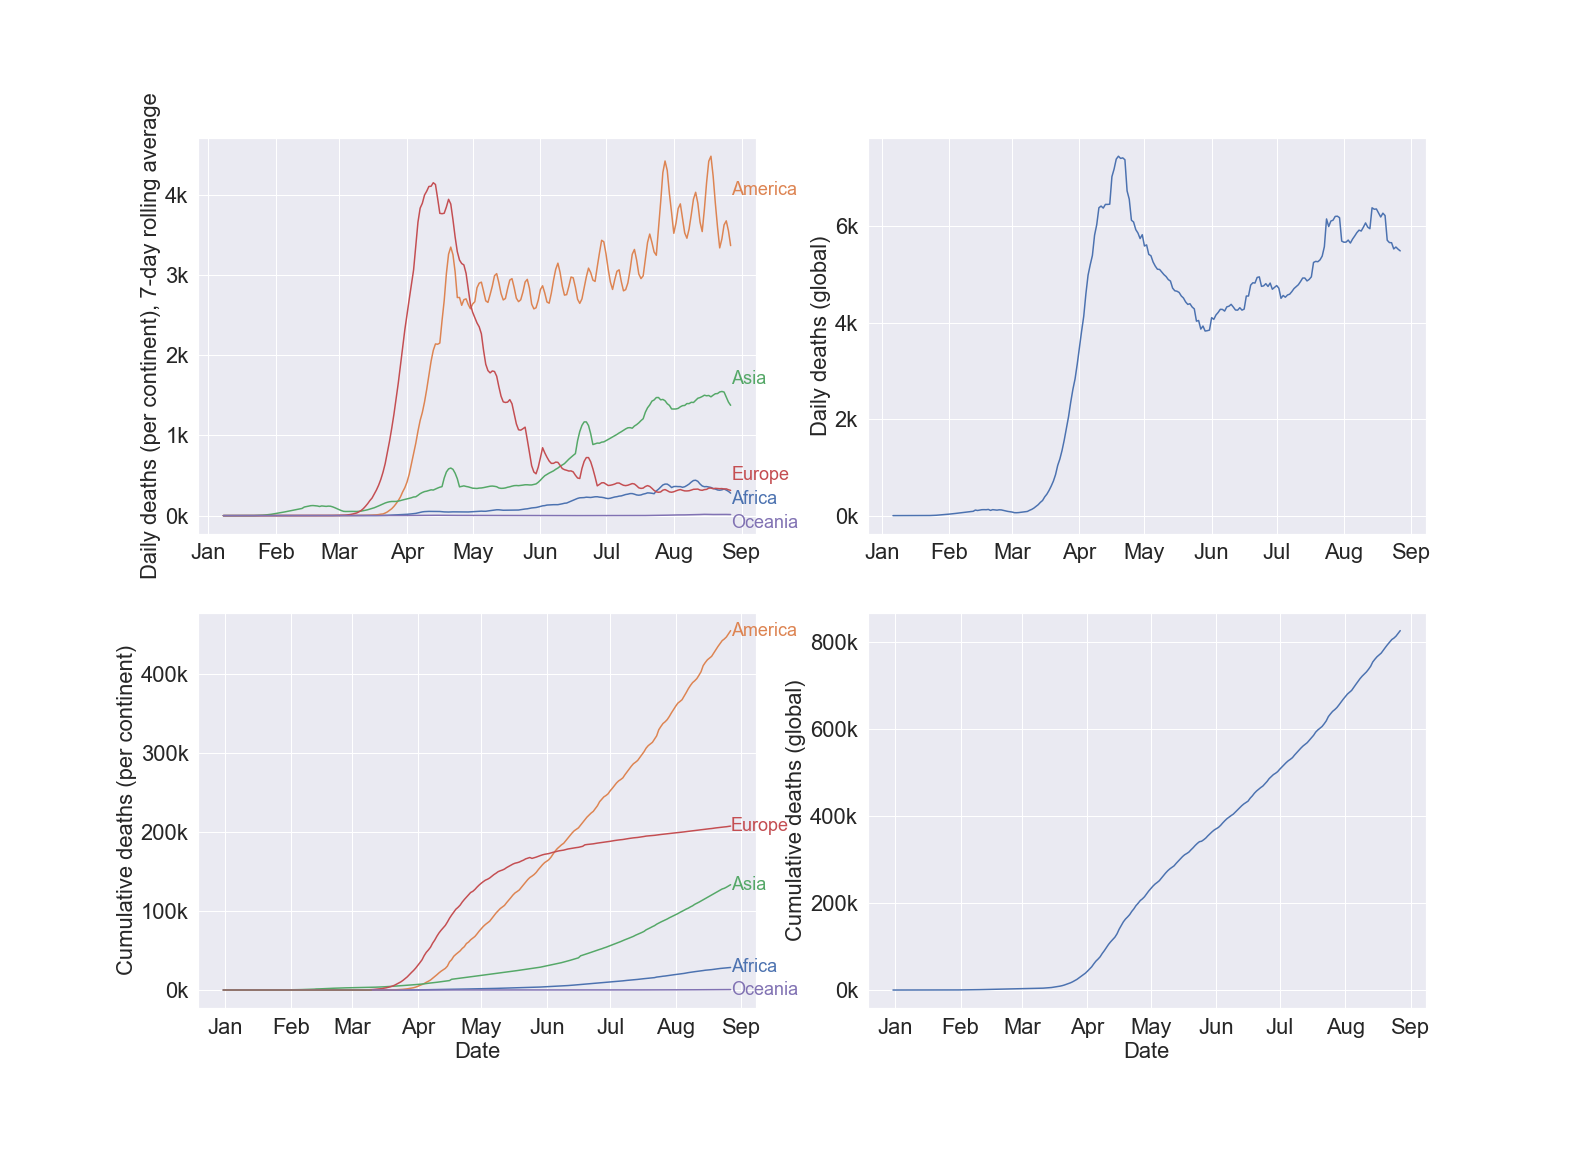 Daily deaths (per continent), 7-day rolling average
4k
3k
2k
1k
0k
America
Asia
Europe
Africa
Oceania
Jan Feb Mar Apr May Jun Jul Aug Sep
Daily deaths (global)
6k
4k
2k
0k
Jan Feb Mar Apr May Jun Jul Aug Sep
Cumulative deaths (per continent)
400k
300k
200k
100k
0k
America
Europe
Asia
Africa
Oceania
Jan Feb Mar Apr May Jun Jul Aug Sep
Date
Cumulative deaths (global)
800k
600k
400k
200k
0k
Jan Feb Mar Apr May Jun Jul Aug Sep
Date